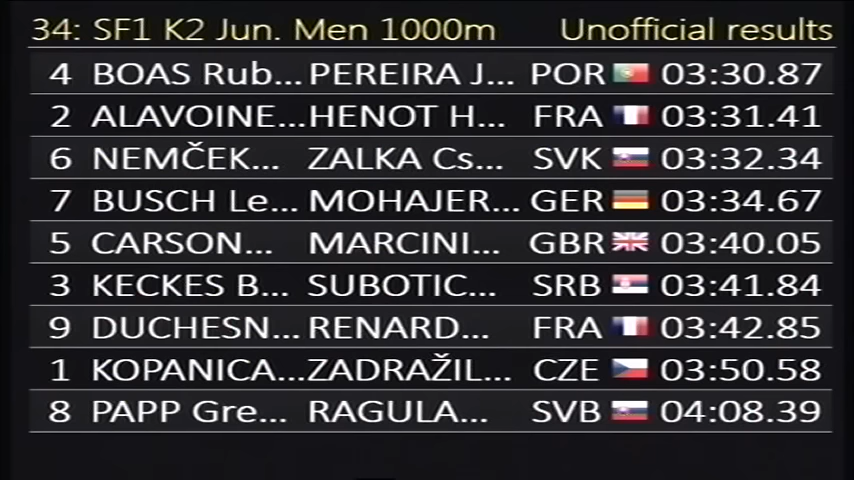 34: SF1 K2 Jun. Men 1000m Unofficial results
4 BOAS Rub... PEREIRA J... POR 03:30.87
2 ALAVOINE... HENOT H... FRA 03:31.41
6 NEMČEK... ZALKA Cs... SVK 03:32.34
7 BUSCH Le... MOHAJER... GER 03:34.67
5 CARSON... MARCINI... GBR 03:40.05
3 KECKES B... SUBOTIC... SRB 03:41.84
9 DUCHESN... RENARD... FRA 03:42.85
1 KOPANICA... ZADRAŽIL... CZE 03:50.58
8 PAPP Gre... RAGULA... SVB 04:08.39